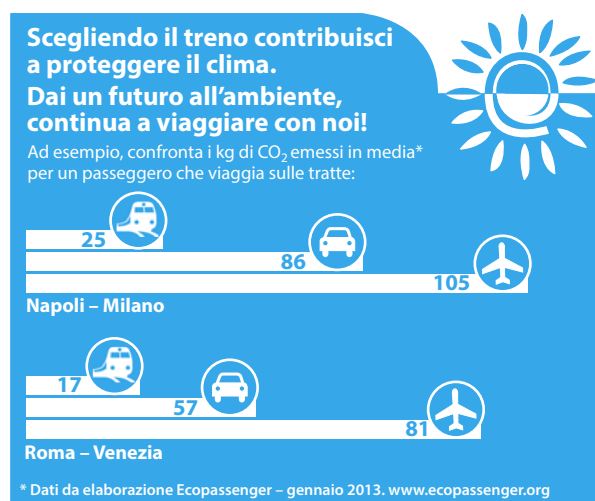 Scegliendo il treno contribuisci
a proteggere il clima.
Dai un futuro all’ambiente,
continua a viaggiare con noi!
Ad esempio, confronta i kg di CO₂ emessi in media*
per un passeggero che viaggia sulle tratte:
25
86
105
Napoli – Milano
17
57
81
Roma – Venezia
* Dati da elaborazione Ecopassenger – gennaio 2013. www.ecopassenger.org